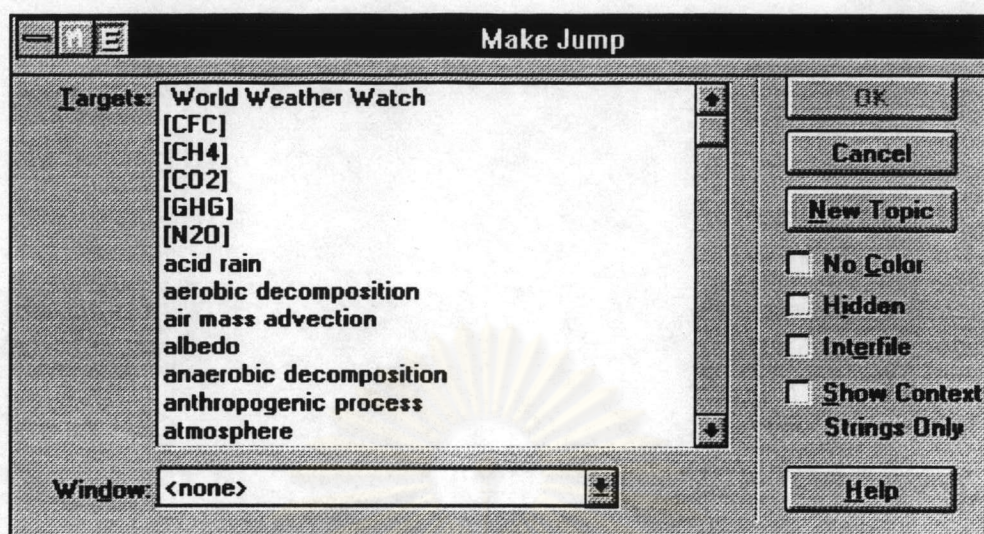 M E Make Jump
Targets:
World Weather Watch
[CFC]
[CH4]
[CO2]
[GHG]
[N2O]
acid rain
aerobic decomposition
air mass advection
albedo
anaerobic decomposition
anthropogenic process
atmosphere
Window: <none>
OK
Cancel
New Topic
No Color
Hidden
Interfile
Show Context
Strings Only
Help